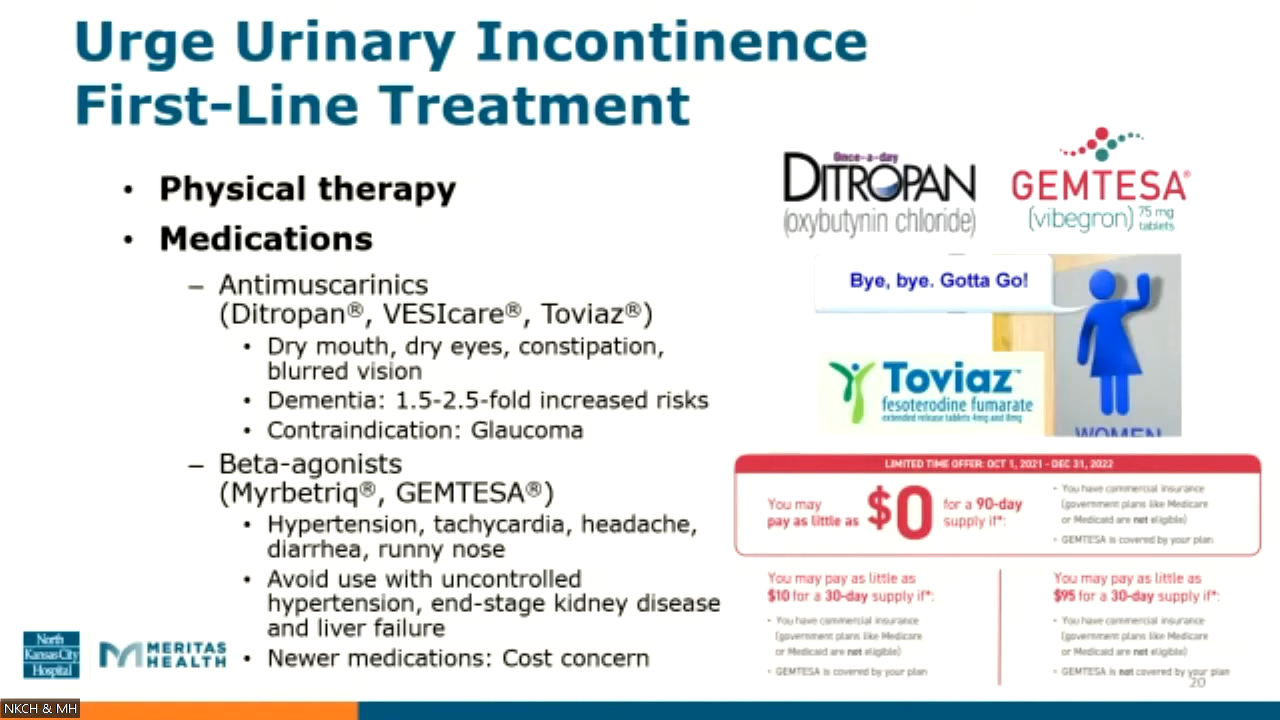 Urge Urinary Incontinence
First-Line Treatment
• Physical therapy
• Medications
– Antimuscarinics
(Ditropan®, VESIcare®, Toviaz®)
• Dry mouth, dry eyes, constipation,
blurred vision
• Dementia: 1.5-2.5-fold increased risks
• Contraindication: Glaucoma
– Beta-agonists
(Myrbetriq®, GEMTESA®)
• Hypertension, tachycardia, headache,
diarrhea, runny nose
• Avoid use with uncontrolled
hypertension, end-stage kidney disease
and liver failure
• Newer medications: Cost concern
Once-a-day
DITROPAN
(oxybutynin chloride)
GEMTESA®
(vibegron) 75 mg
tablets
Bye, bye. Gotta Go!
Toviaz™
fesoterodine fumarate
extended release tablets 4mg and 8mg
WOMEN
LIMITED TIME OFFER: OCT 1, 2021 - DEC 31, 2022
You may
pay as little as
$0
for a 90-day
supply if*:
• You have commercial insurance
(government plans like Medicare
or Medicaid are not eligible)
• GEMTESA is covered by your plan
You may pay as little as
$10 for a 30-day supply if*:
• You have commercial insurance
(government plans like Medicare
or Medicaid are not eligible)
• GEMTESA is covered by your plan
You may pay as little as
$95 for a 30-day supply if*:
• You have commercial insurance
(government plans like Medicare
or Medicaid are not eligible)
• GEMTESA is not covered by your plan
20
North
Kansas City
Hospital
MERITAS
HEALTH
NKCH & MH